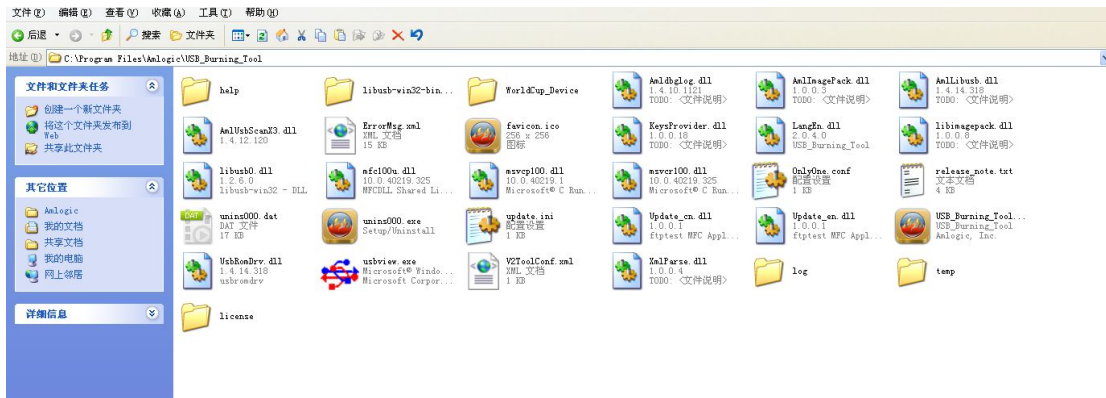 文件(F) 编辑(E) 查看(V) 收藏(A) 工具(T) 帮助(H)
后退 搜索 文件夹
地址(D) C:\Program Files\Amlogic\USB_Burning_Tool
文件和文件夹任务
创建一个新文件夹
将这个文件夹发布到
Web
共享此文件夹
其它位置
Amlogic
我的文档
共享文档
我的电脑
网上邻居
详细信息
help
libusb-win32-bin...
WorldCup_Device
Amldbglog.dll
1.4.10.1121
TODO: <文件说明>
AmlImagePack.dll
1.0.0.3
TODO: <文件说明>
AmlLibusb.dll
1.4.14.318
TODO: <文件说明>
AmlUsbScanX3.dll
1.4.12.120
ErrorMsg.xml
XML 文档
15 KB
favicon.ico
256 x 256
图标
KeysProvider.dll
1.0.0.18
TODO: <文件说明>
LangEn.dll
2.0.4.0
USB_Burning_Tool
libimagepack.dll
1.0.0.8
TODO: <文件说明>
libusb0.dll
1.2.6.0
libusb-win32 - DLL
mfc100u.dll
10.0.40219.325
MFCDLL Shared Li...
msvcp100.dll
10.0.40219.1
Microsoft® C Run...
msvcr100.dll
10.0.40219.325
Microsoft® C Run...
OnlyOne.conf
配置设置
1 KB
release_note.txt
文本文档
4 KB
DAT
unins000.dat
DAT 文件
17 KB
unins000.exe
Setup/Uninstall
update.ini
配置设置
1 KB
Update_cn.dll
1.0.0.1
ftptest MFC Appl...
Update_en.dll
1.0.0.1
ftptest MFC Appl...
USB_Burning_Tool...
USB_Burning_Tool
Amlogic, Inc.
UsbRomDrv.dll
1.4.14.318
usbromdrv
usbview.exe
Microsoft® Windo...
Microsoft Corpor...
V2ToolConf.xml
XML 文档
1 KB
XmlParse.dll
1.0.0.4
TODO: <文件说明>
log
temp
license